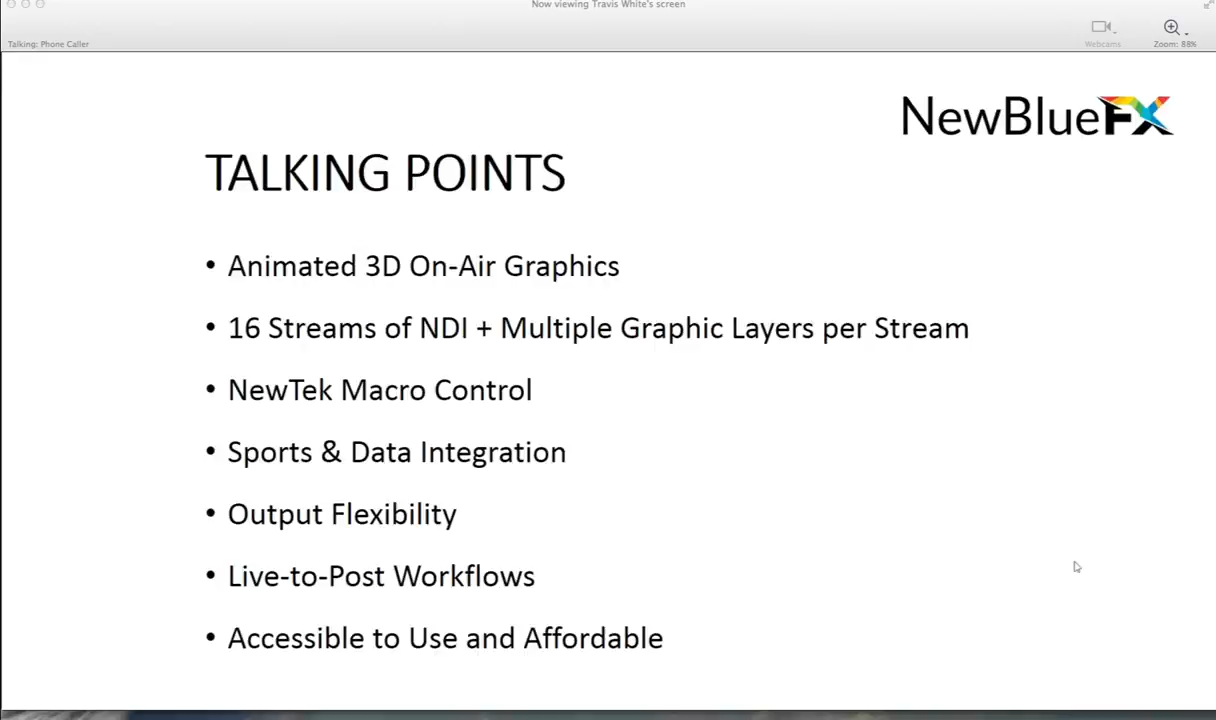 Now viewing Travis White's screen
Talking: Phone Caller
Webcams
Zoom: 88%
NewBlueFX
TALKING POINTS
• Animated 3D On-Air Graphics
• 16 Streams of NDI + Multiple Graphic Layers per Stream
• NewTek Macro Control
• Sports & Data Integration
• Output Flexibility
• Live-to-Post Workflows
• Accessible to Use and Affordable